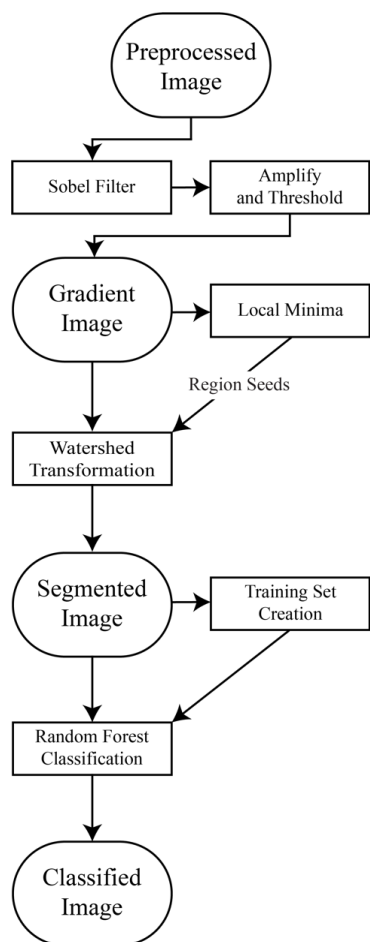 Preprocessed
Image
Sobel Filter
Amplify
and Threshold
Gradient
Image
Local Minima
Region Seeds
Watershed
Transformation
Segmented
Image
Training Set
Creation
Random Forest
Classification
Classified
Image